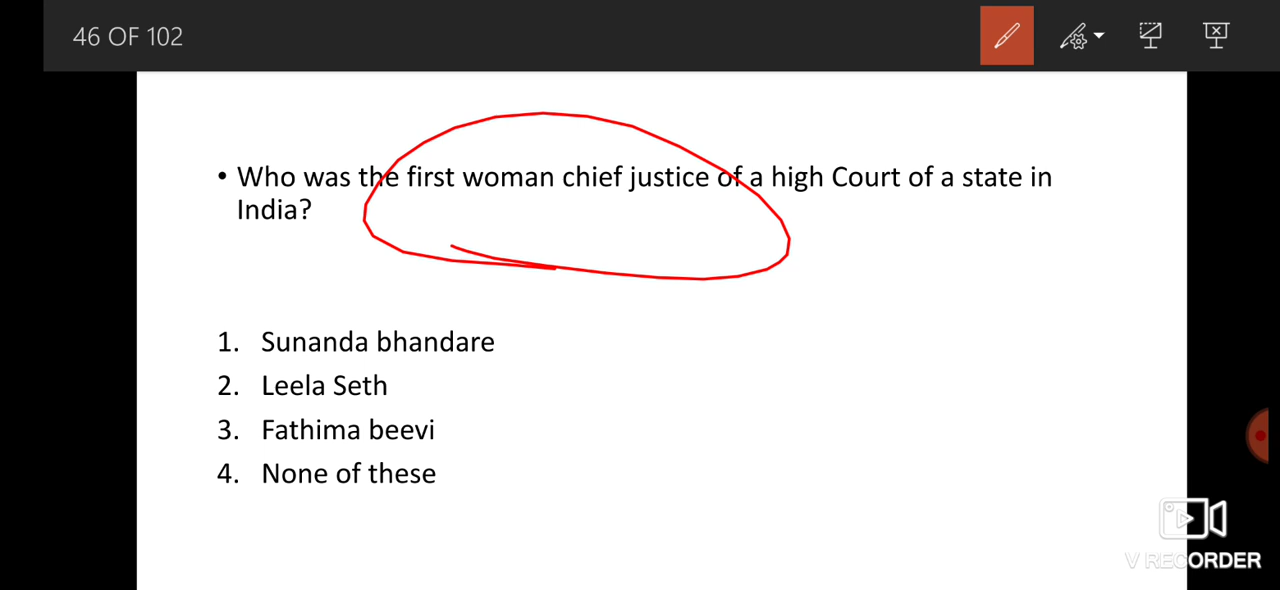 46 OF 102
• Who was the first woman chief justice of a high Court of a state in
India?
1. Sunanda bhandare
2. Leela Seth
3. Fathima beevi
4. None of these
V RECORDER